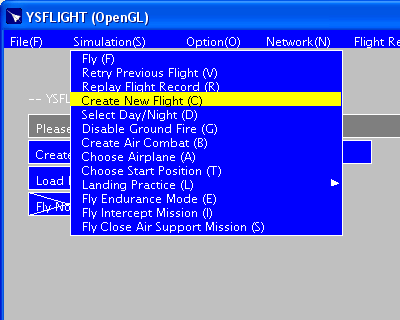 YSFLIGHT (OpenGL)
File(F) Simulation(S) Option(O) Network(N) Flight
Fly (F)
Retry Previous Flight (V)
Replay Flight Record (R)
Create New Flight (C)
-- YSFL
Select Day/Night (D)
Please
Disable Ground Fire (G)
Create Air Combat (B)
Create
Choose Airplane (A)
Choose Start Position (T)
Load
Landing Practice (L)
Fly Endurance Mode (E)
Fly No
Fly Intercept Mission (I)
Fly Close Air Support Mission (S)